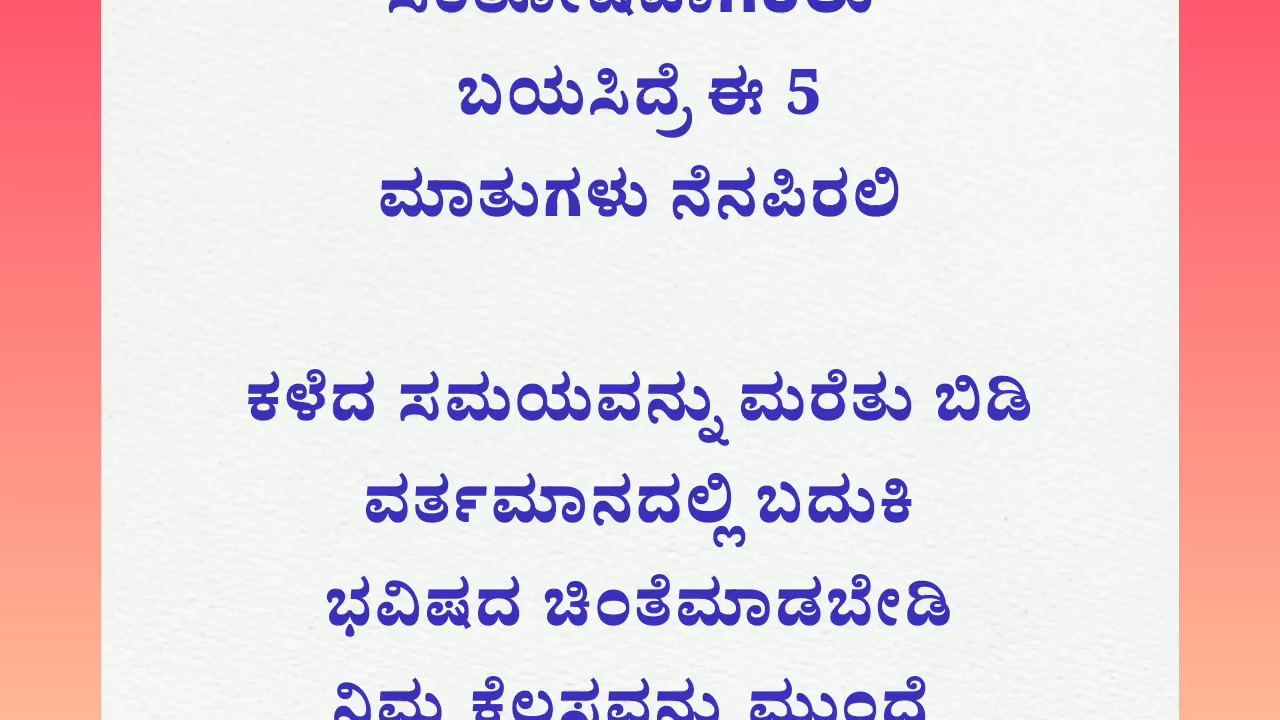 ಬಯಸಿದ್ರೆ ಈ 5
ಮಾತುಗಳು ನೆನಪಿರಲಿ
ಕಳೆದ ಸಮಯವನ್ನು ಮರೆತು ಬಿಡಿ
ವರ್ತಮಾನದಲ್ಲಿ ಬದುಕಿ
ಭವಿಷದ ಚಿಂತೆಮಾಡಬೇಡಿ